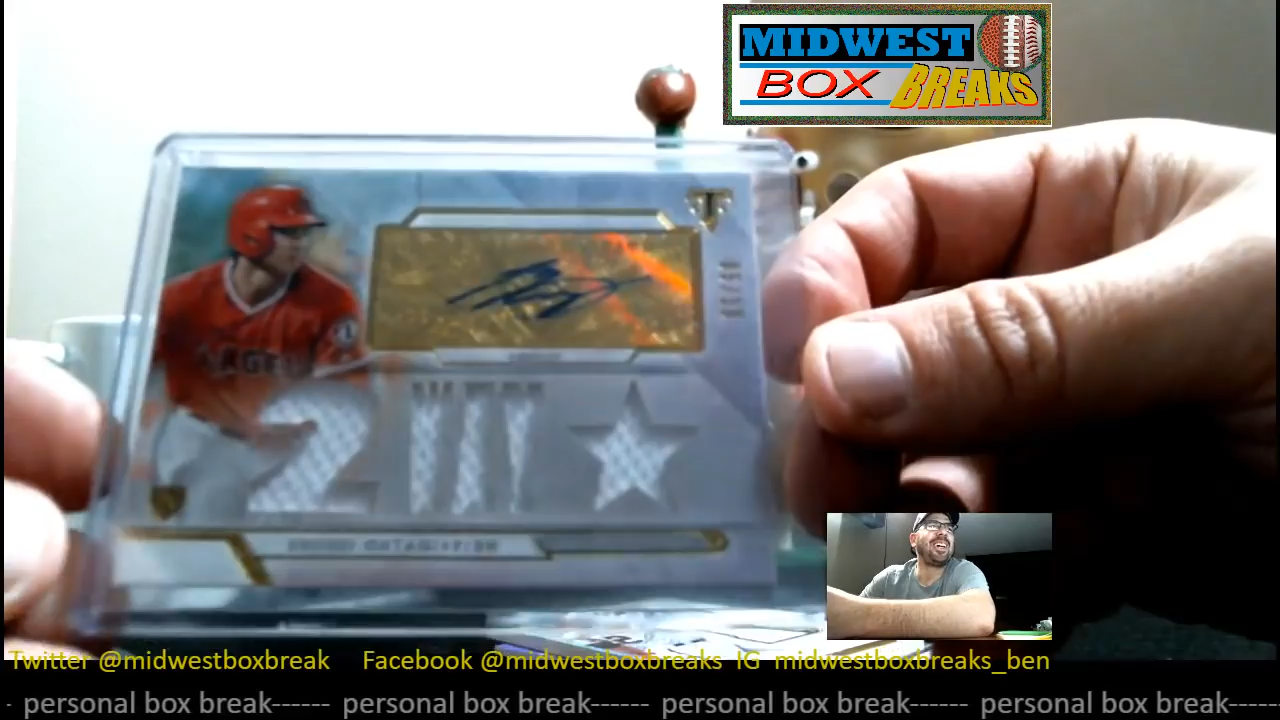 MIDWEST
BOX BREAKS
ANGELS
2
Twitter @midwestboxbreak Facebook @midwestboxbreaks IG midwestboxbreaks_ben
- personal box break------ personal box break------ personal box break------ personal box break-----